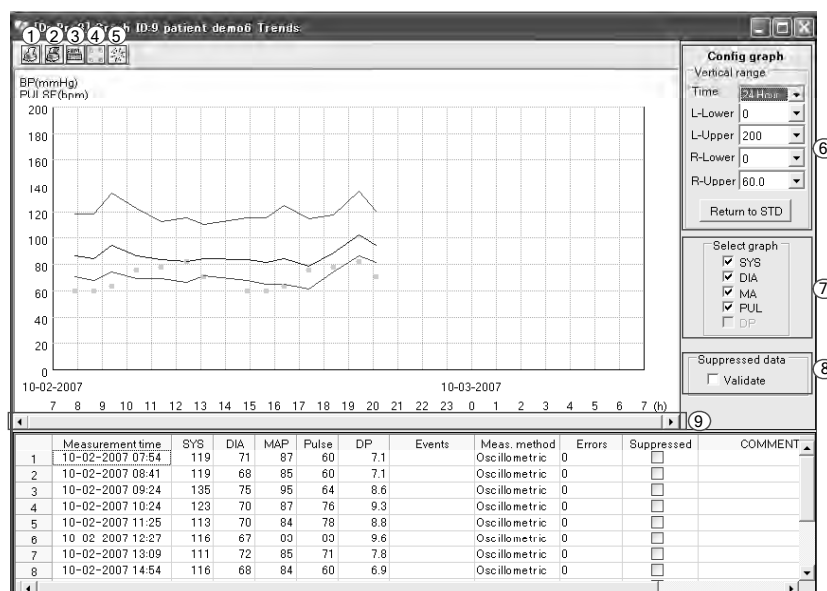 ID:9 patient demo6 Trends
① ② ③ ④ ⑤
BP(mmHg)
PULSE(bpm)
200
180
160
140
120
100
80
60
40
20
0
10-02-2007 10-03-2007
7 8 9 10 11 12 13 14 15 16 17 18 19 20 21 22 23 0 1 2 3 4 5 6 7 (h)
Config graph
Vertical range
Time 24 Hour
L-Lower 0
L-Upper 200
R-Lower 0
R-Upper 60.0
Return to STD
⑥
Select graph
SYS
DIA
MA
PUL
DP
⑦
Suppressed data
Validate
⑧
⑨
Measurement time SYS DIA MAP Pulse DP Events Meas. method Errors Suppressed COMMENT
1 10-02-2007 07:54 119 71 87 60 7.1 Oscillometric 0
2 10-02-2007 08:41 119 68 85 60 7.1 Oscillometric 0
3 10-02-2007 09:24 135 75 95 64 8.6 Oscillometric 0
4 10-02-2007 10:24 123 70 87 76 9.3 Oscillometric 0
5 10-02-2007 11:25 113 70 84 78 8.8 Oscillometric 0
6 10 02 2007 12:27 116 67 9.6 Oscillometric 0
7 10-02-2007 13:09 111 72 85 71 7.8 Oscillometric 0
8 10-02-2007 14:54 116 68 84 60 6.9 Oscillometric 0